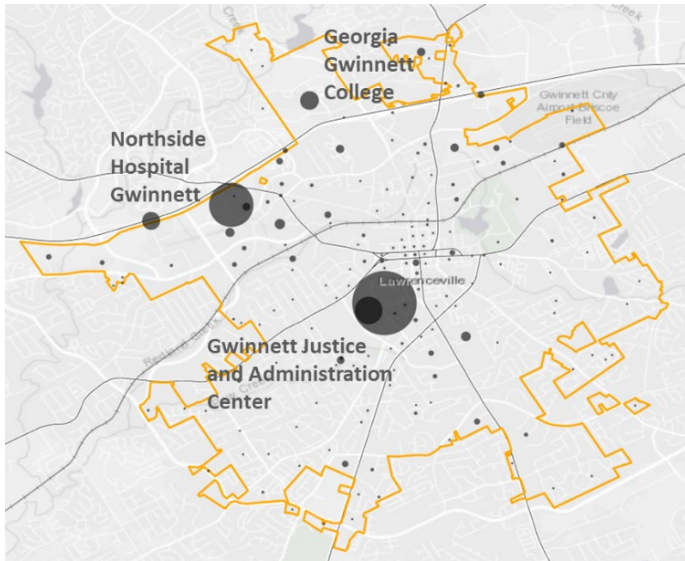 Georgia
Gwinnett
College
Gwinnett Cnty
Airport-Briscoe
Field
Northside
Hospital
Gwinnett
Lawrenceville
Gwinnett Justice
and Administration
Center